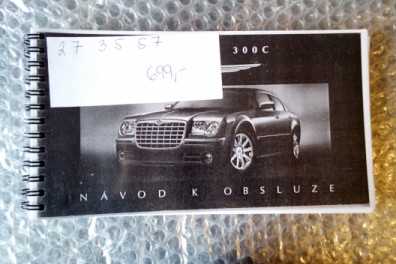 27 35 57
699,-
300C
NÁVOD K OBSLUZE